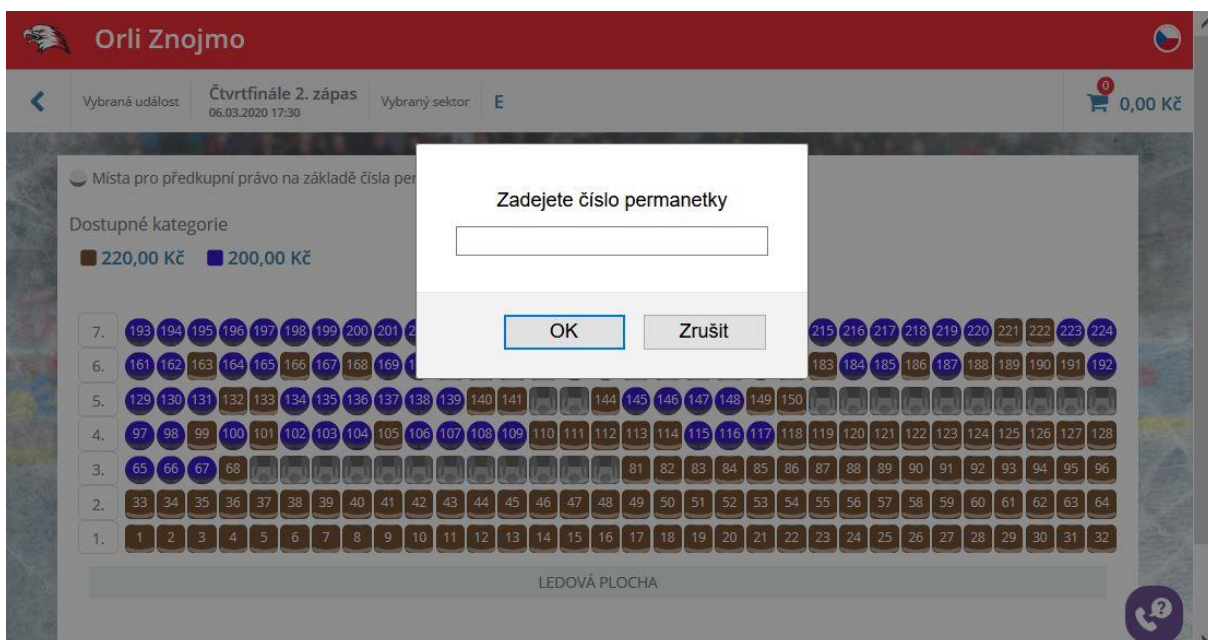 Orli Znojmo
Vybraná událost Čtvrtfinále 2. zápas Vybraný sektor E 0 0,00 Kč
06.03.2020 17:30
Místa pro předkupní právo na základě čísla per
Zadejete číslo permanetky
Dostupné kategorie
220,00 Kč 200,00 Kč
OK Zrušit
7. 193 194 195 196 197 198 199 200 201 2 215 216 217 218 219 220 221 222 223 224
6. 161 162 163 164 165 166 167 168 169 1 183 184 185 186 187 188 189 190 191 192
5. 129 130 131 132 133 134 135 136 137 138 139 140 141 144 145 146 147 148 149 150
4. 97 98 99 100 101 102 103 104 105 106 107 108 109 110 111 112 113 114 115 116 117 118 119 120 121 122 123 124 125 126 127 128
3. 65 66 67 68 81 82 83 84 85 86 87 88 89 90 91 92 93 94 95 96
2. 33 34 35 36 37 38 39 40 41 42 43 44 45 46 47 48 49 50 51 52 53 54 55 56 57 58 59 60 61 62 63 64
1. 1 2 3 4 5 6 7 8 9 10 11 12 13 14 15 16 17 18 19 20 21 22 23 24 25 26 27 28 29 30 31 32
LEDOVÁ PLOCHA